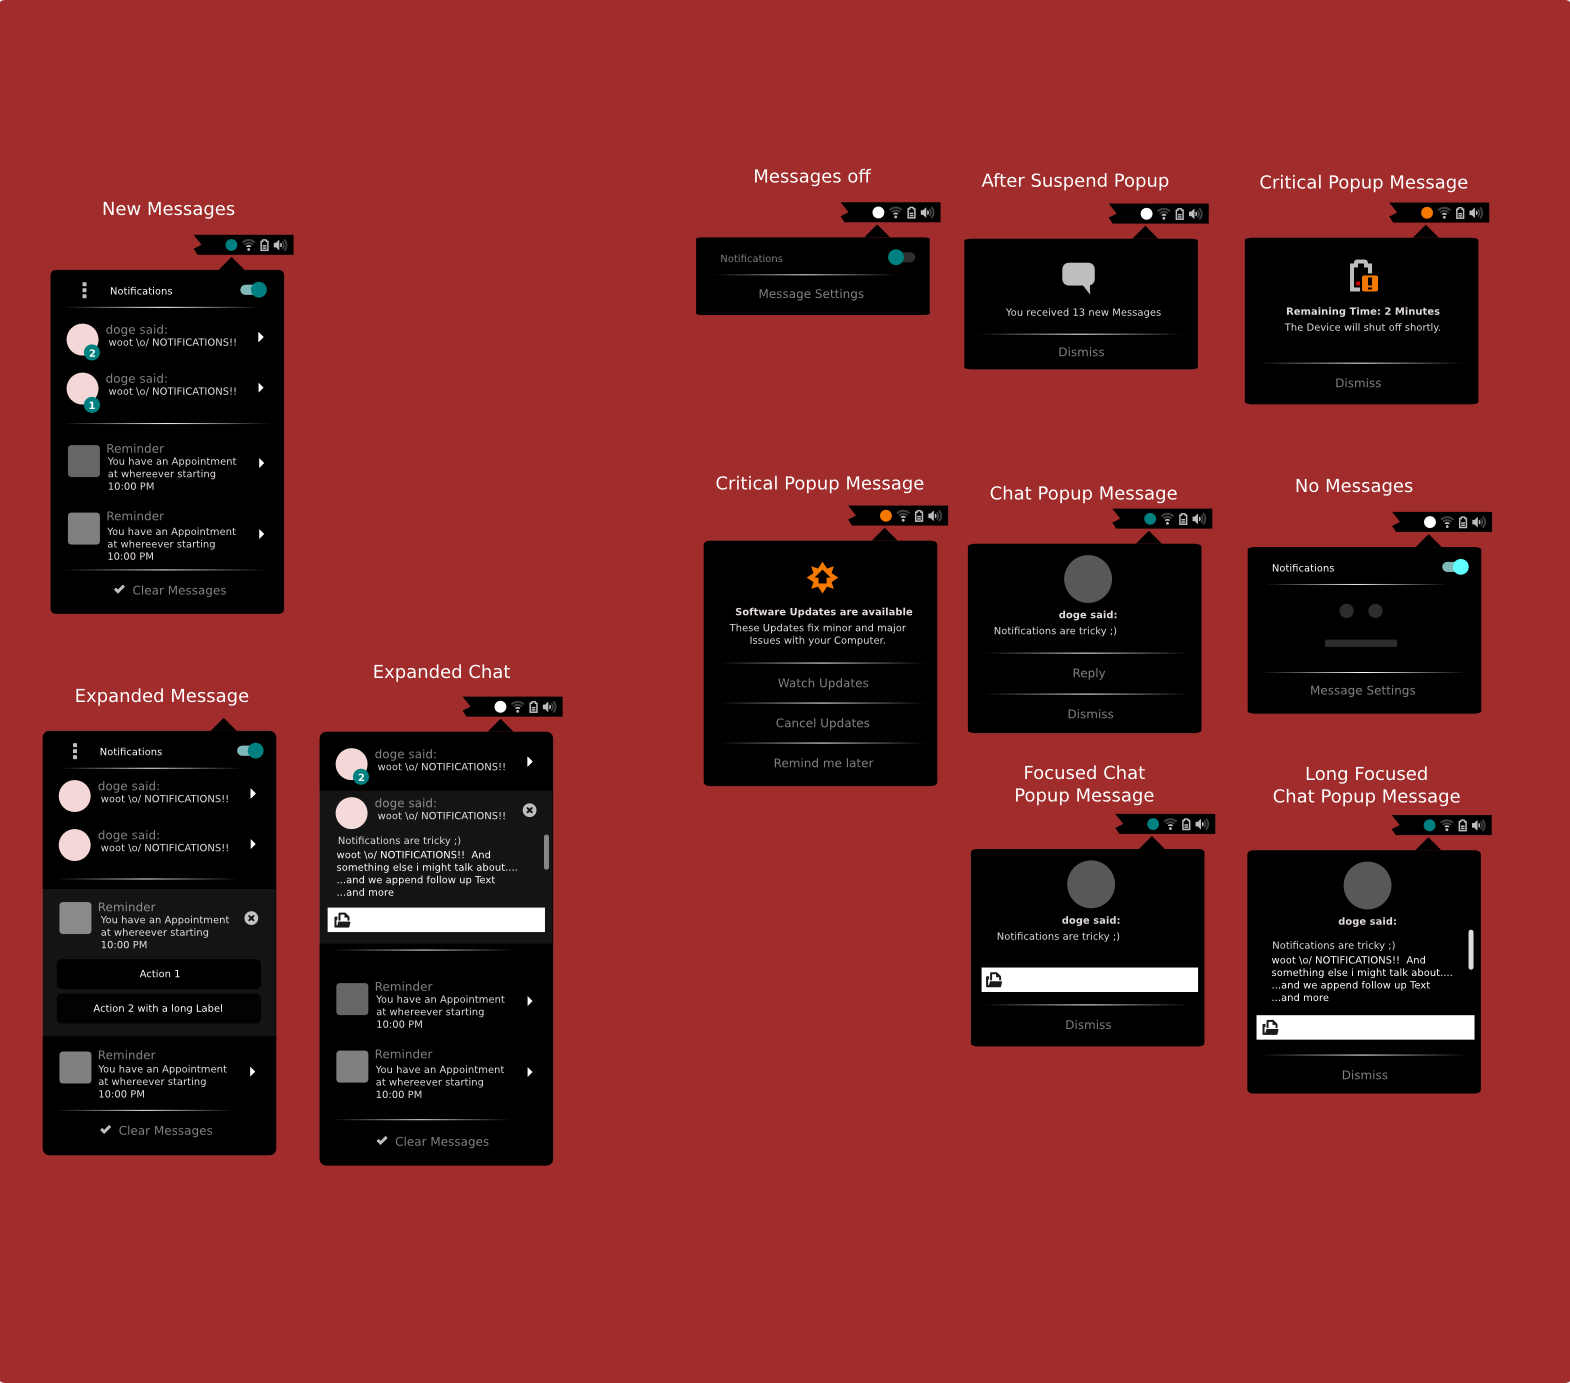 New Messages
Notifications
doge said:
woot \o/ NOTIFICATIONS!!
2
doge said:
woot \o/ NOTIFICATIONS!!
1
Reminder
You have an Appointment
at whereever starting
10:00 PM
Reminder
You have an Appointment
at whereever starting
10:00 PM
Clear Messages
Expanded Message
Notifications
doge said:
woot \o/ NOTIFICATIONS!!
doge said:
woot \o/ NOTIFICATIONS!!
Reminder
You have an Appointment
at whereever starting
10:00 PM
Action 1
Action 2 with a long Label
Reminder
You have an Appointment
at whereever starting
10:00 PM
Clear Messages
Expanded Chat
doge said:
woot \o/ NOTIFICATIONS!!
2
doge said:
woot \o/ NOTIFICATIONS!!
Notifications are tricky ;)
woot \o/ NOTIFICATIONS!!  And
something else i might talk about....
...and we append follow up Text
...and more
Reminder
You have an Appointment
at whereever starting
10:00 PM
Reminder
You have an Appointment
at whereever starting
10:00 PM
Clear Messages
Messages off
Notifications
Message Settings
After Suspend Popup
You received 13 new Messages
Dismiss
Critical Popup Message
Remaining Time: 2 Minutes
The Device will shut off shortly.
Dismiss
Critical Popup Message
Software Updates are available
These Updates fix minor and major
Issues with your Computer.
Watch Updates
Cancel Updates
Remind me later
Chat Popup Message
doge said:
Notifications are tricky ;)
Reply
Dismiss
No Messages
Notifications
Message Settings
Focused Chat
Popup Message
doge said:
Notifications are tricky ;)
Dismiss
Long Focused
Chat Popup Message
doge said:
Notifications are tricky ;)
woot \o/ NOTIFICATIONS!!  And
something else i might talk about....
...and we append follow up Text
...and more
Dismiss